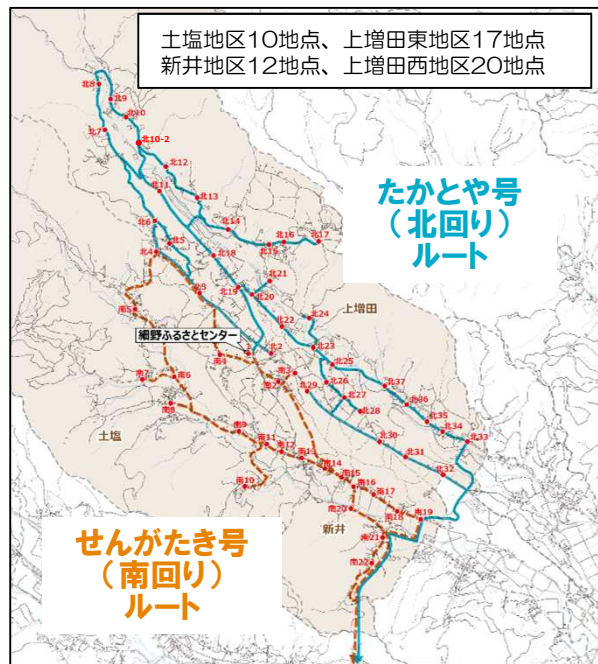 土塩地区10地点、上増田東地区17地点
新井地区12地点、上増田西地区20地点
北8
北9
北10
北7
北10-2
北12
北11
北13
たかとや号
（北回り）
ルート
北6
北14
北4
北5
北16
北17
北15
北18
北21
北3
北19
北20
北24
上増田
南5
北22
細野ふるさとセンター
北23
北2
北25
南4
南3
南7
南6
南2
北29
北26
北37
北27
北36
南8
北28
北35
北34
南9
土塩
北33
南11
北30
南12
南13
北31
南14
北32
南15
南10
南16
南17
南20
南18
南19
新井
南21
せんがたき号
（南回り）
ルート
南22